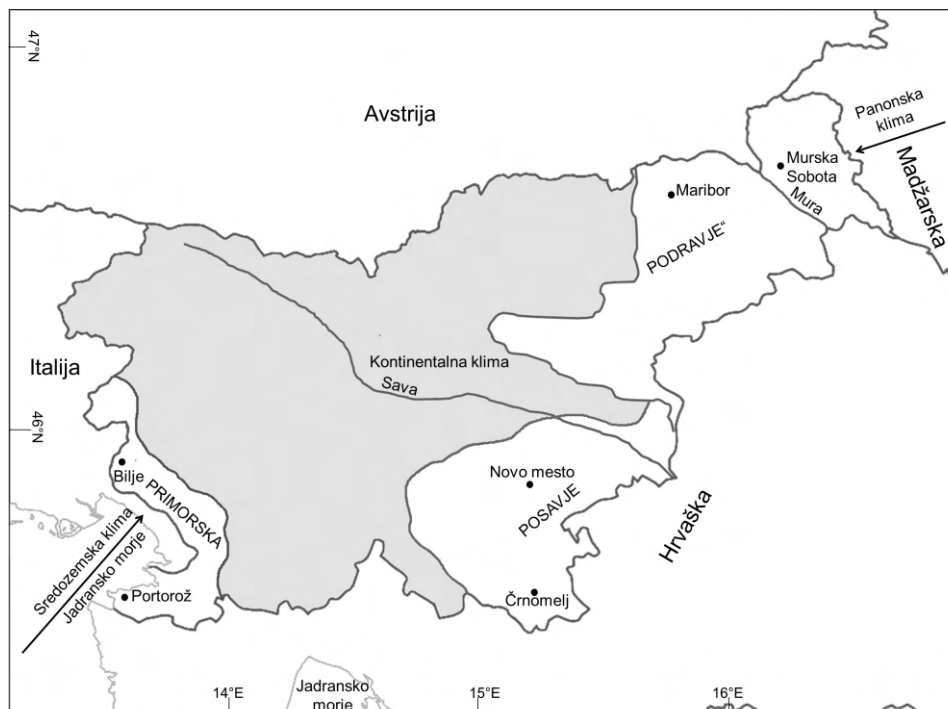 47°N
Avstrija
Panonska
klima
Madžarska
Murska
Sobota
Mura
Maribor
PODRAVJE“
Kontinentalna klima
Sava
Italija
46°N
Bilje
PRIMORSKA
Novo mesto
POSAVJE
Hrvaška
Sredozemska klima
Jadransko morje
Portorož
Črnomelj
Jadransko
morje
14°E
15°E
16°E